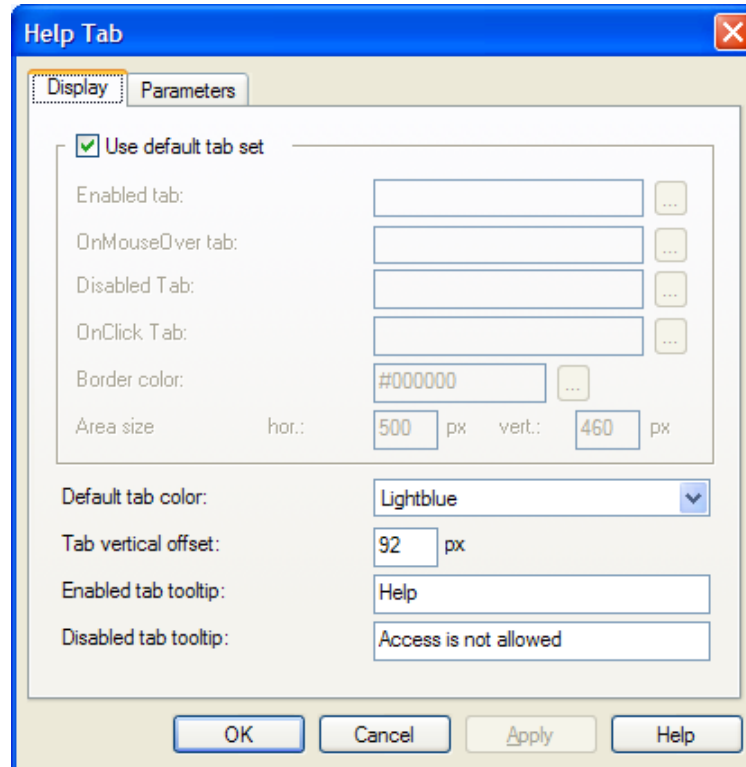 Help Tab
Display Parameters
Use default tab set
Enabled tab: ...
OnMouseOver tab: ...
Disabled Tab: ...
OnClick Tab: ...
Border color: #000000 ...
Area size hor.: 500 px vert.: 460 px
Default tab color: Lightblue
Tab vertical offset: 92 px
Enabled tab tooltip: Help
Disabled tab tooltip: Access is not allowed
OK Cancel Apply Help